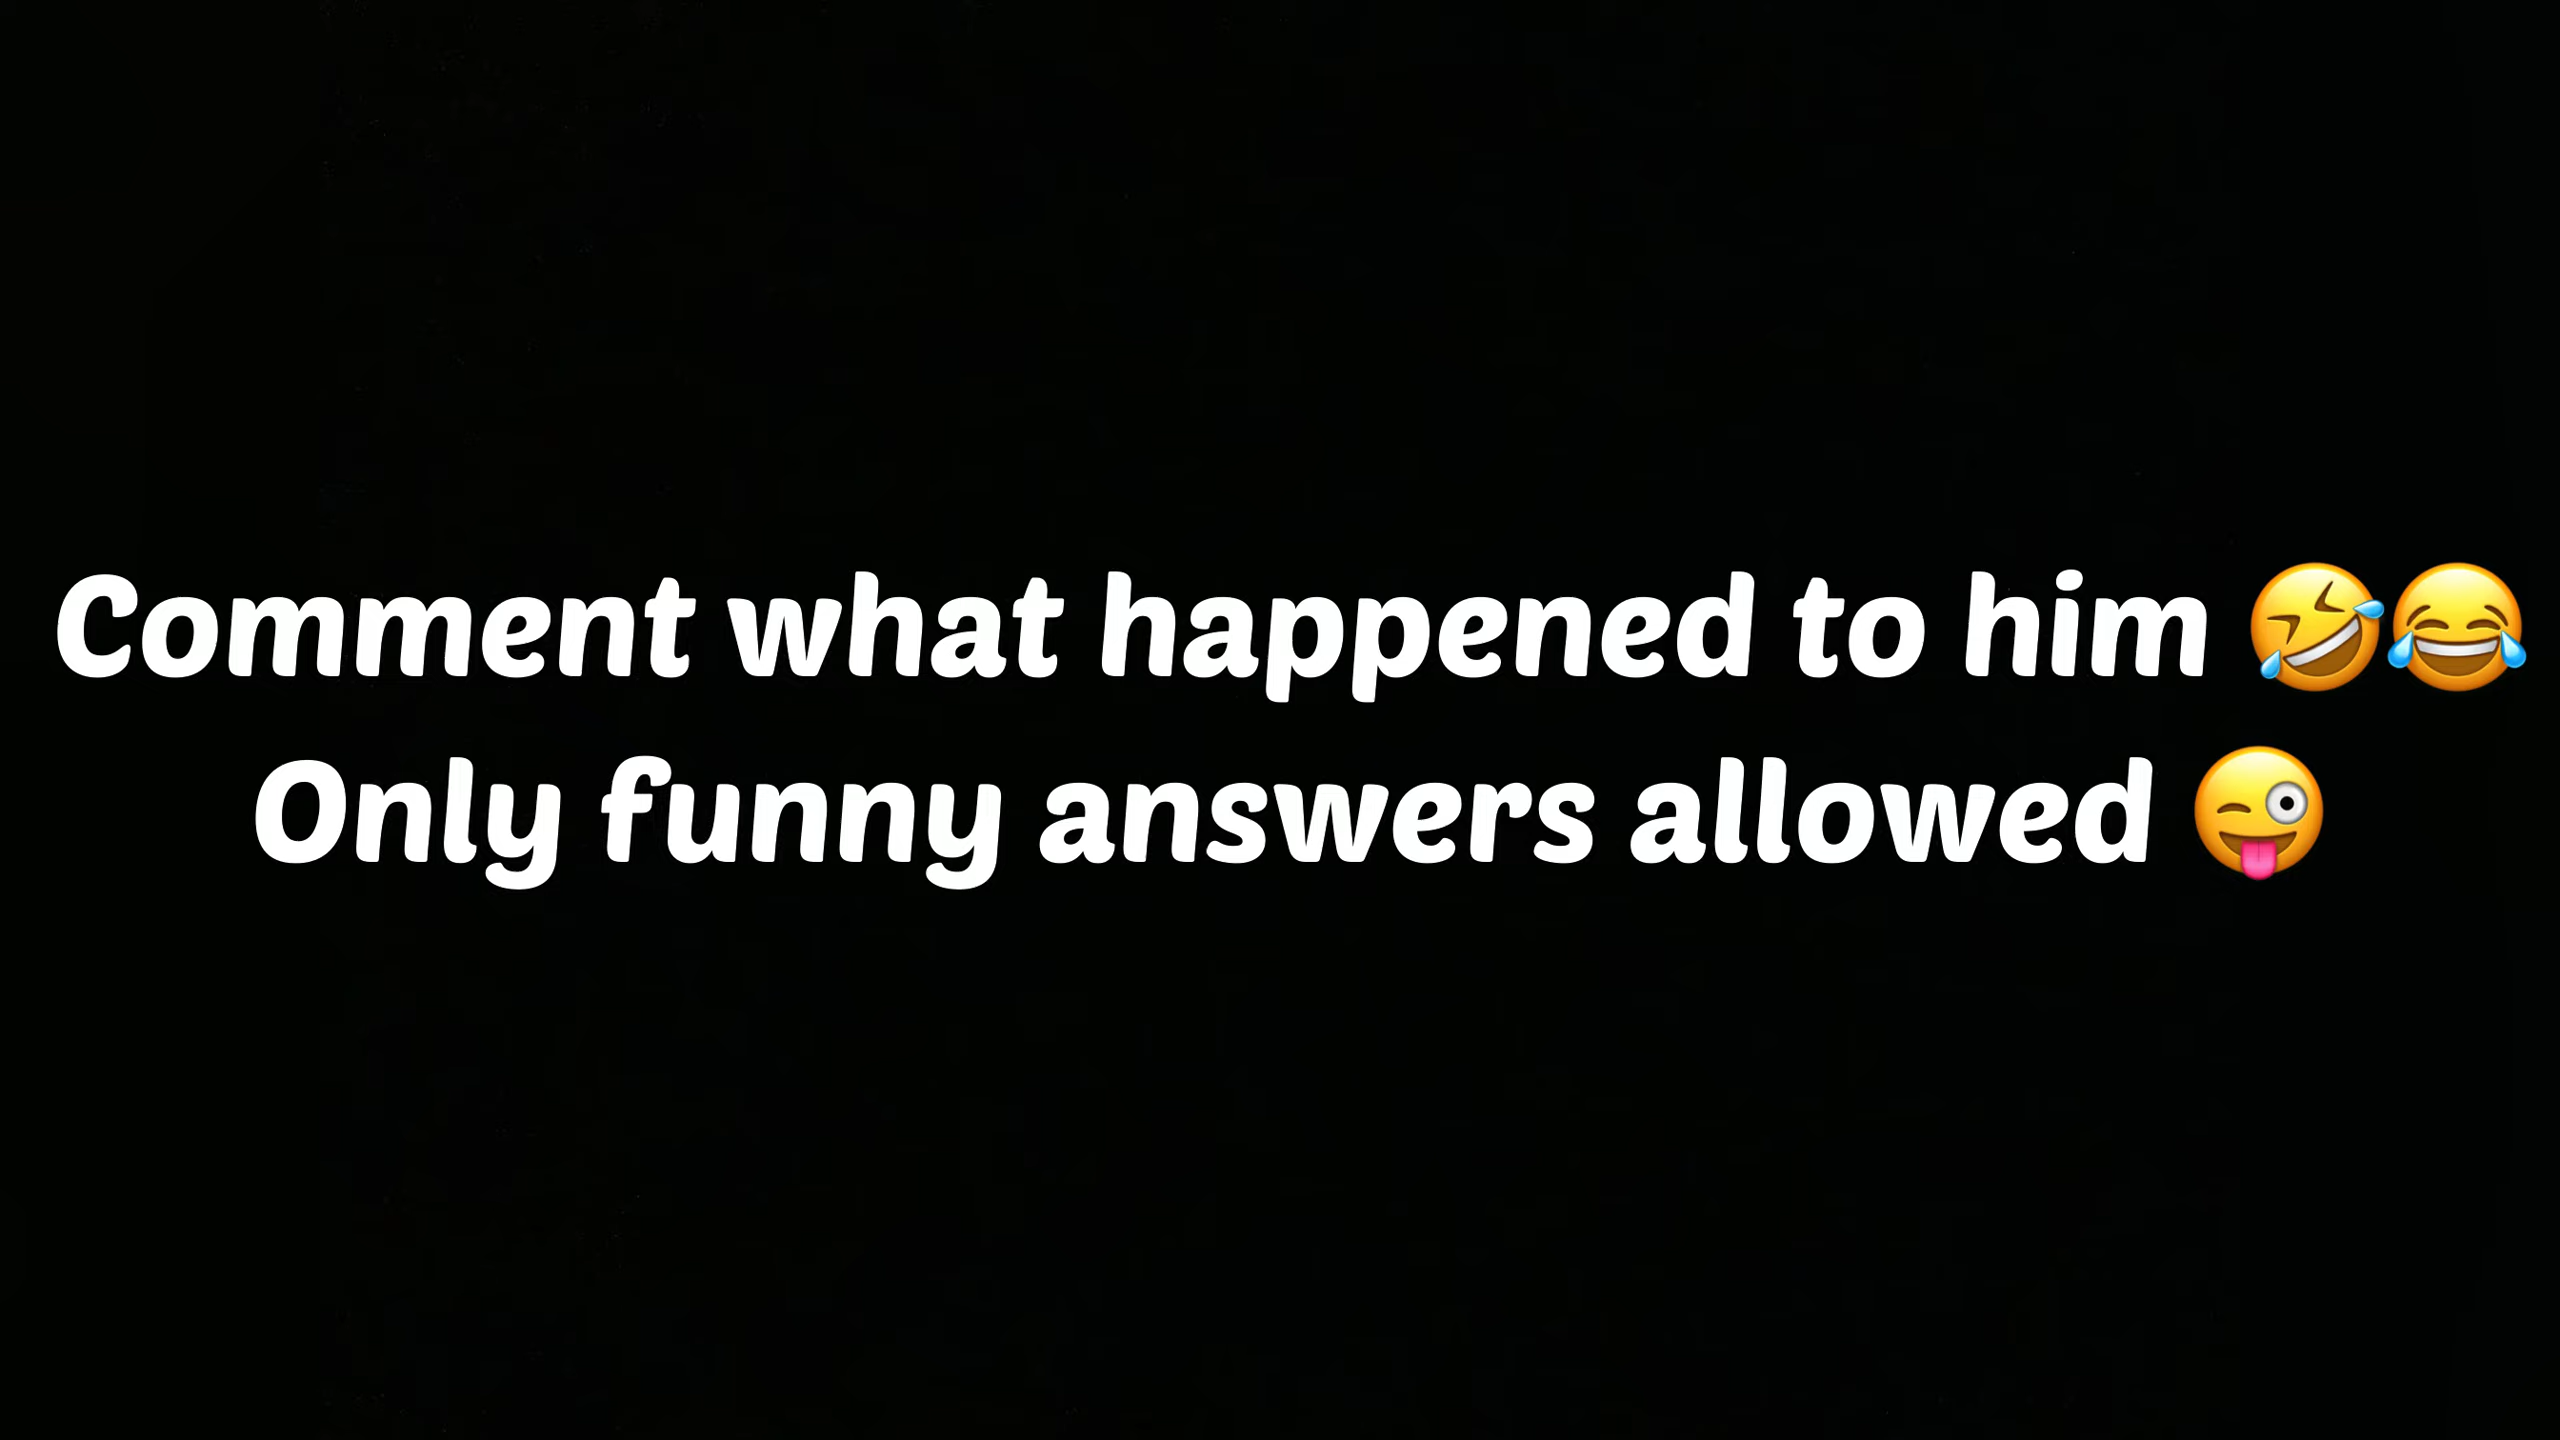 Comment what happened to him 🤣😂
Only funny answers allowed 😜